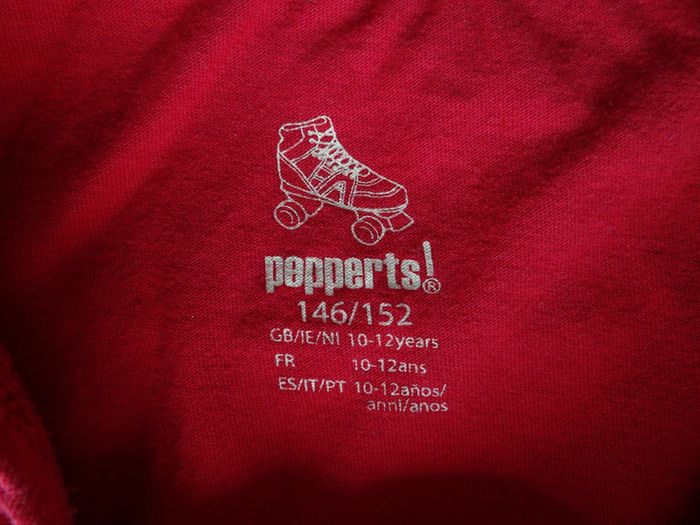 pepperts!®
146/152
GB/IE/NI 10-12years
FR 10-12ans
ES/IT/PT 10-12años/
anni/anos